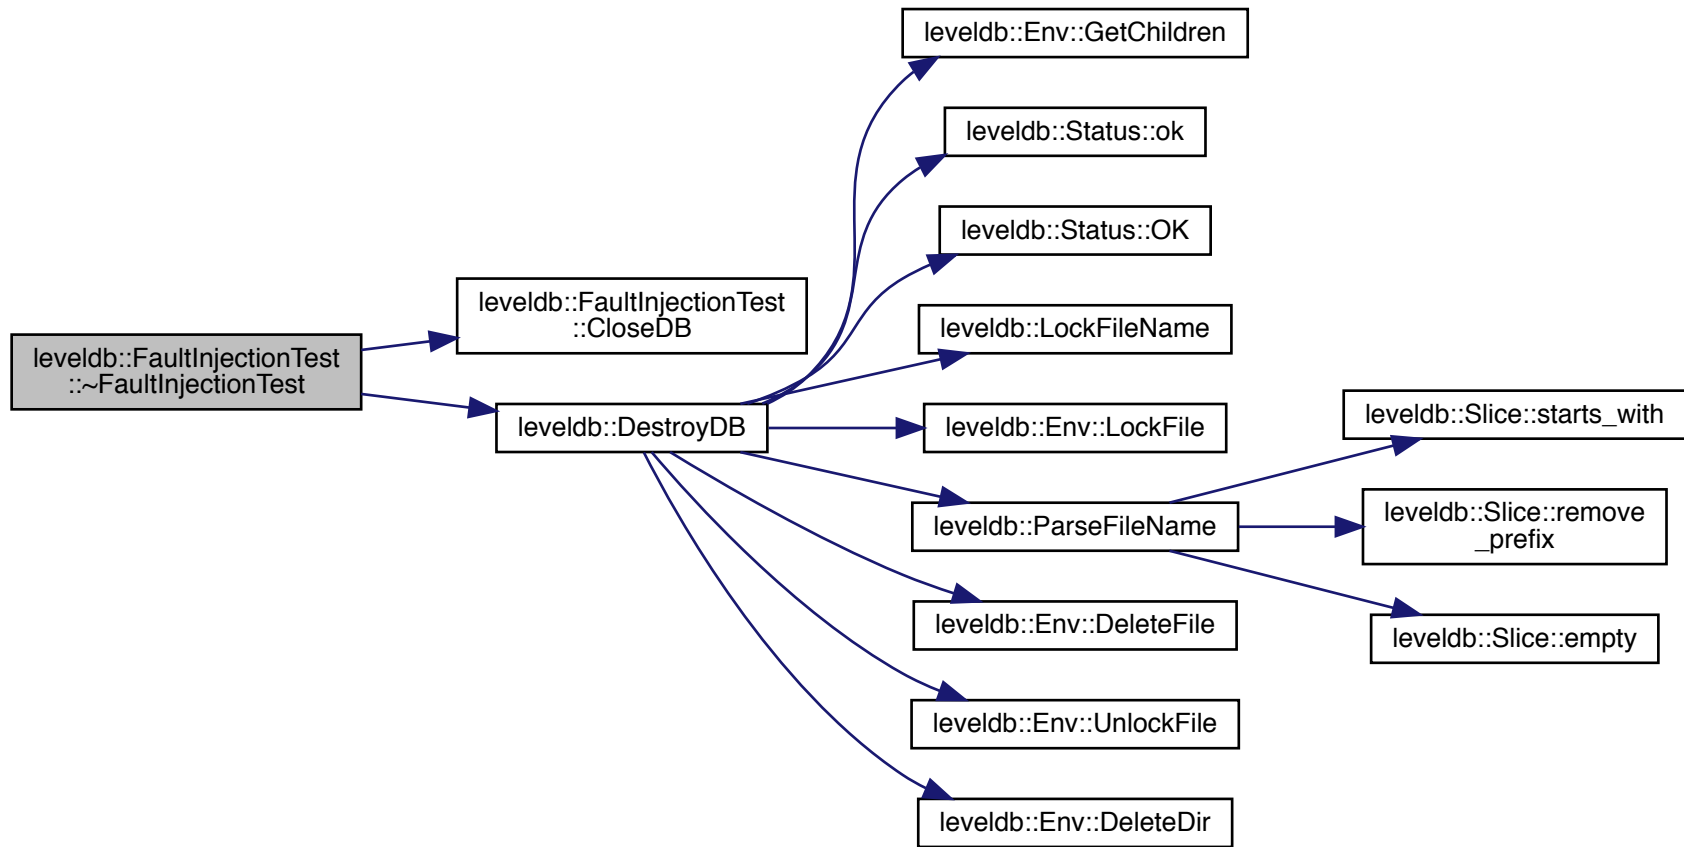 leveldb::FaultInjectionTest
::~FaultInjectionTest
leveldb::FaultInjectionTest
::CloseDB
leveldb::DestroyDB
leveldb::Env::GetChildren
leveldb::Status::ok
leveldb::Status::OK
leveldb::LockFileName
leveldb::Env::LockFile
leveldb::ParseFileName
leveldb::Env::DeleteFile
leveldb::Env::UnlockFile
leveldb::Env::DeleteDir
leveldb::Slice::starts_with
leveldb::Slice::remove
_prefix
leveldb::Slice::empty